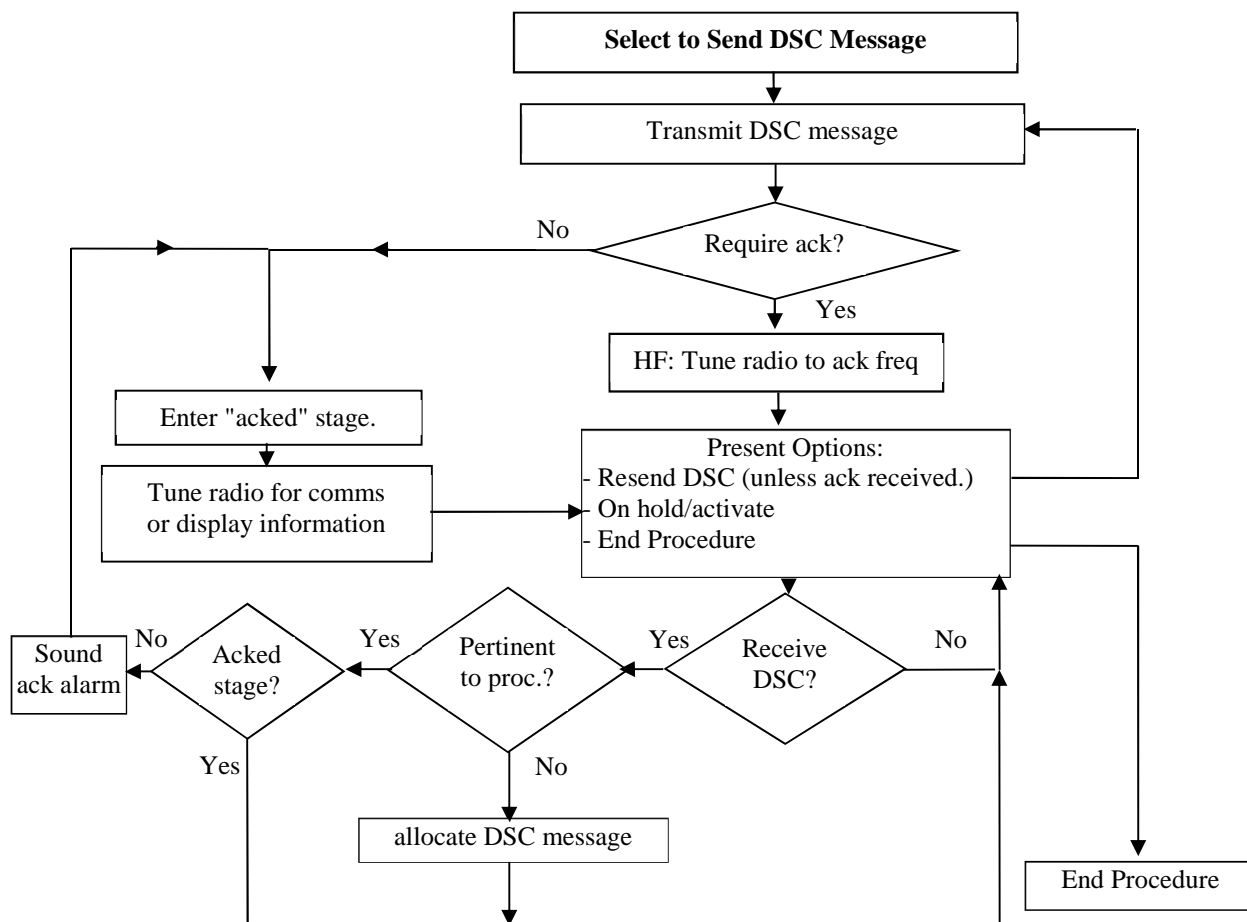 Select to Send DSC Message
Transmit DSC message
No
Require ack?
Yes
HF: Tune radio to ack freq
Enter "acked" stage.
Present Options:
- Resend DSC (unless ack received.)
- On hold/activate
- End Procedure
Tune radio for comms
or display information
No
Yes
Yes
No
Sound
ack alarm
Acked
stage?
Pertinent
to proc.?
Receive
DSC?
Yes
No
allocate DSC message
End Procedure